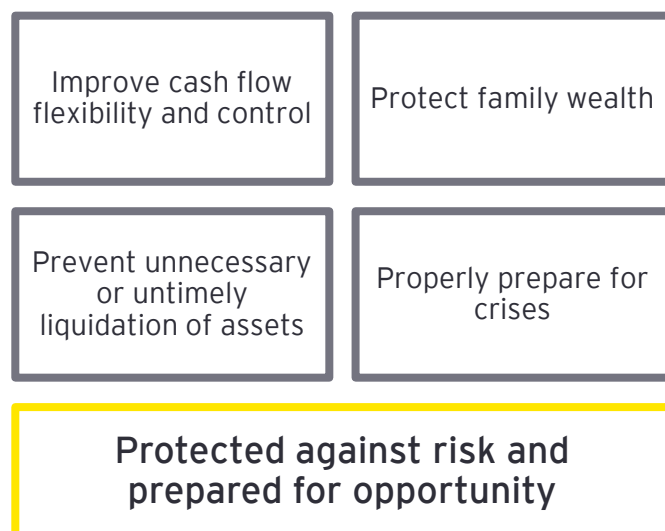 Improve cash flow
flexibility and control
Protect family wealth
Prevent unnecessary
or untimely
liquidation of assets
Properly prepare for
crises
Protected against risk and
prepared for opportunity